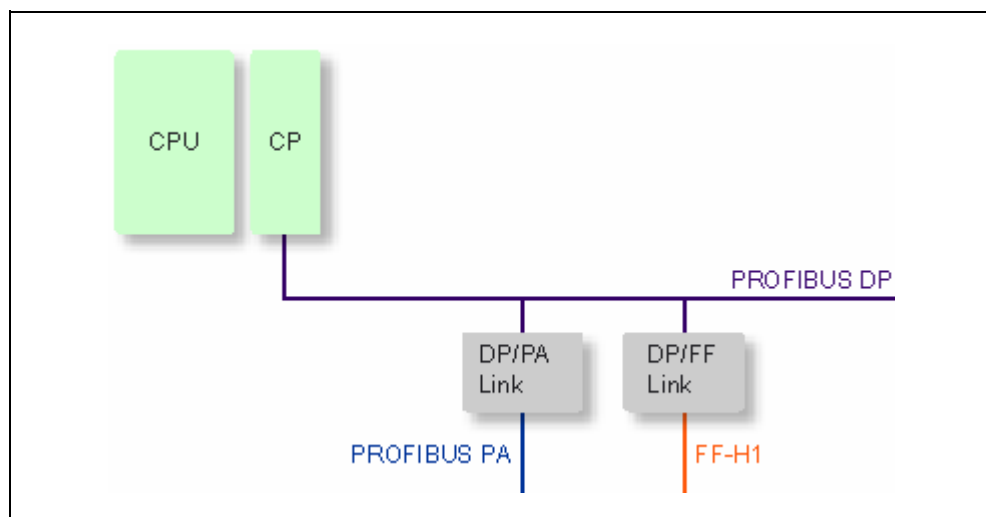 CPU
CP
PROFIBUS DP
DP/PA
Link
DP/FF
Link
PROFIBUS PA
FF-H1